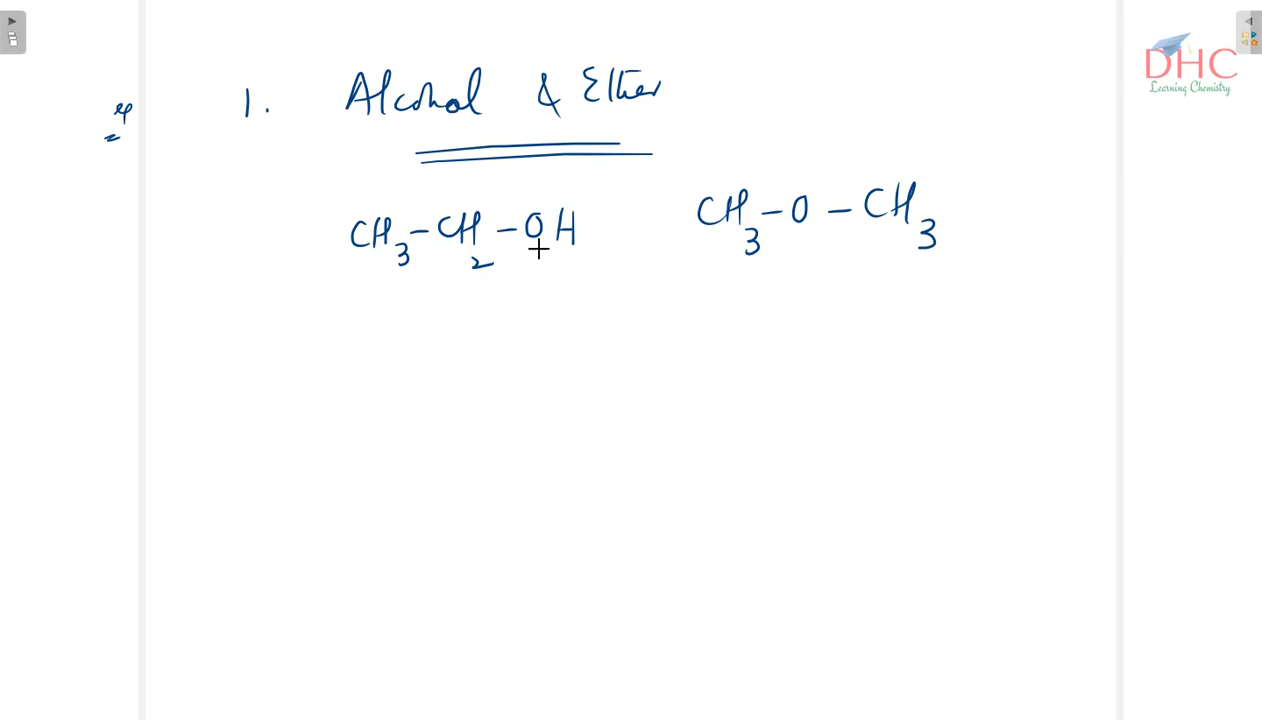 1. Alcohol & Ether
CH3-CH2-OH CH3-O-CH3
DHC
Learning Chemistry